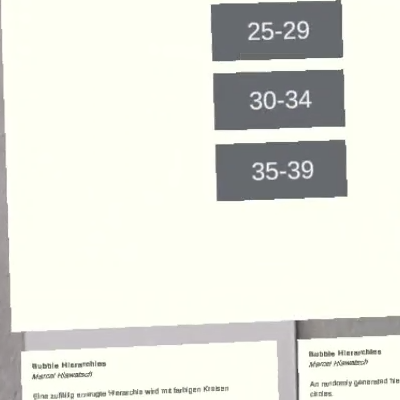 25-29
30-34
35-39
Bubble Hierarchies
Marcel Hlawatsch
Eine zufällig erzeugte Hierarchie wird mit farbigen Kreisen
Bubble Hierarchies
Marcel Hlawatsch
An randomly generated hie
circles.